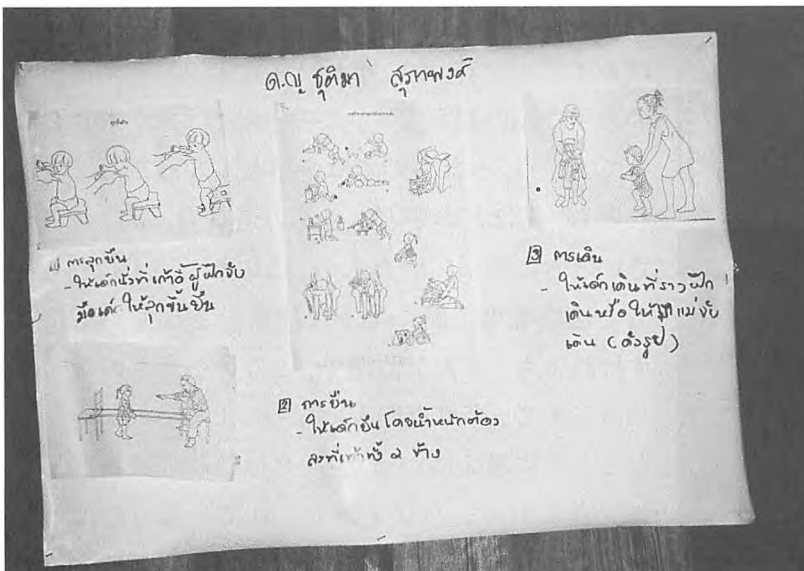 ด.ญ ชุติมา สุรา
1 การลุกยืน
- ให้เด็กนั่งที่เก้าอี้ ผู้ฝึกจับ
มือเด็ก ให้ลุกขึ้นยืน
2 การยืน
- ให้เด็กยืน โดยน้ำหนักต้อง
ลงที่เท้าทั้ง ๒ ข้าง
3 การเดิน
- ให้เด็กเดินที่ราวฝึก
เดินหรือให้แม่จับ
เดิน (ดังรูป)